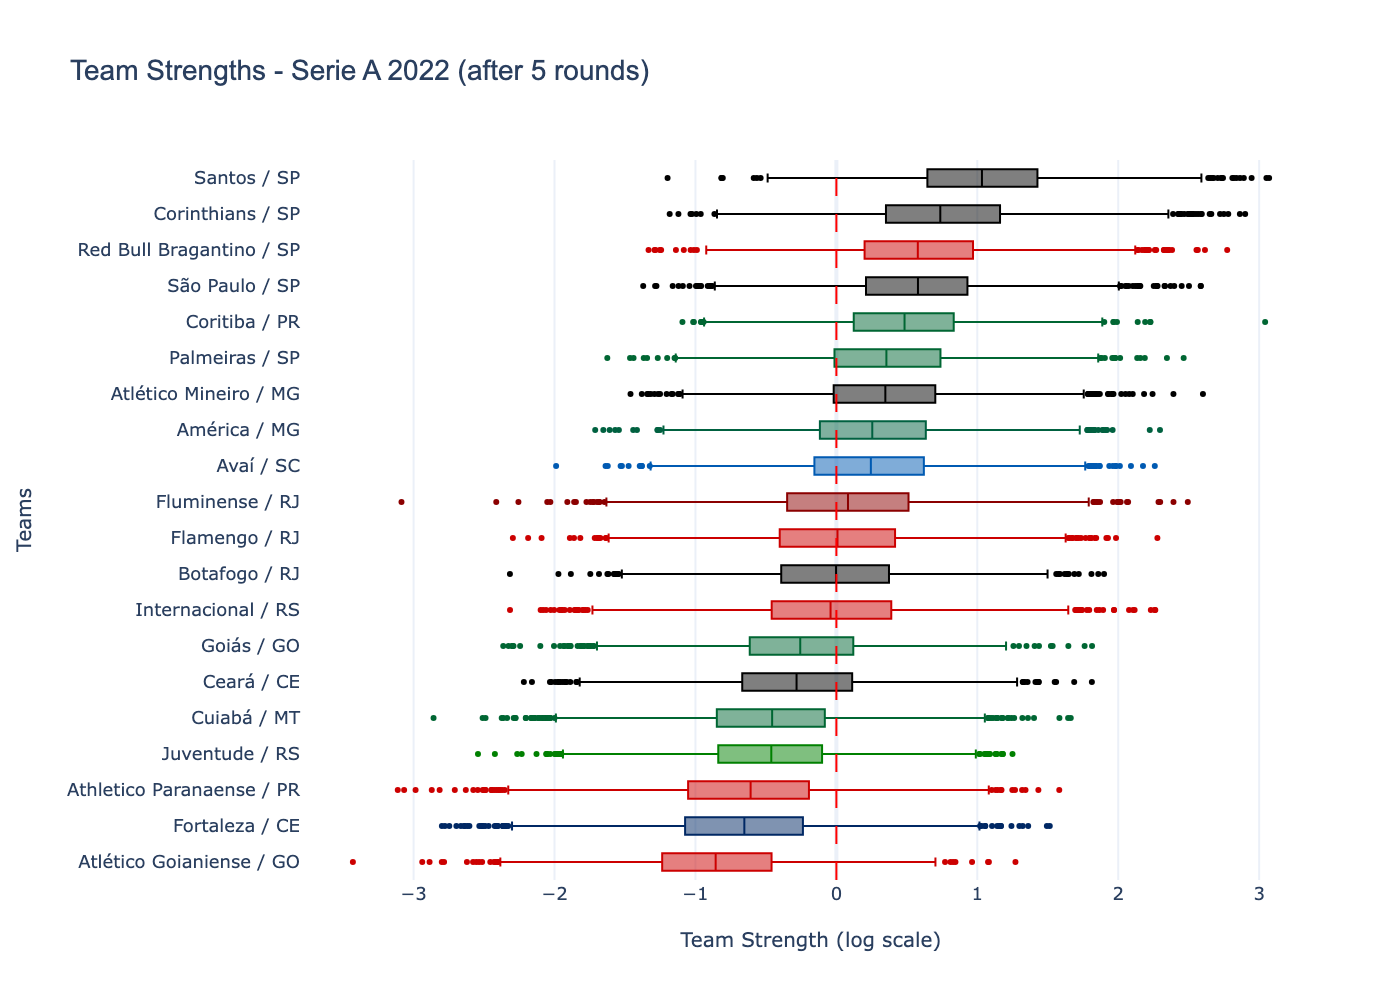 Team Strengths - Serie A 2022 (after 5 rounds)
Teams
Santos / SP
Corinthians / SP
Red Bull Bragantino / SP
São Paulo / SP
Coritiba / PR
Palmeiras / SP
Atlético Mineiro / MG
América / MG
Avaí / SC
Fluminense / RJ
Flamengo / RJ
Botafogo / RJ
Internacional / RS
Goiás / GO
Ceará / CE
Cuiabá / MT
Juventude / RS
Athletico Paranaense / PR
Fortaleza / CE
Atlético Goianiense / GO
−3 −2 −1 0 1 2 3
Team Strength (log scale)